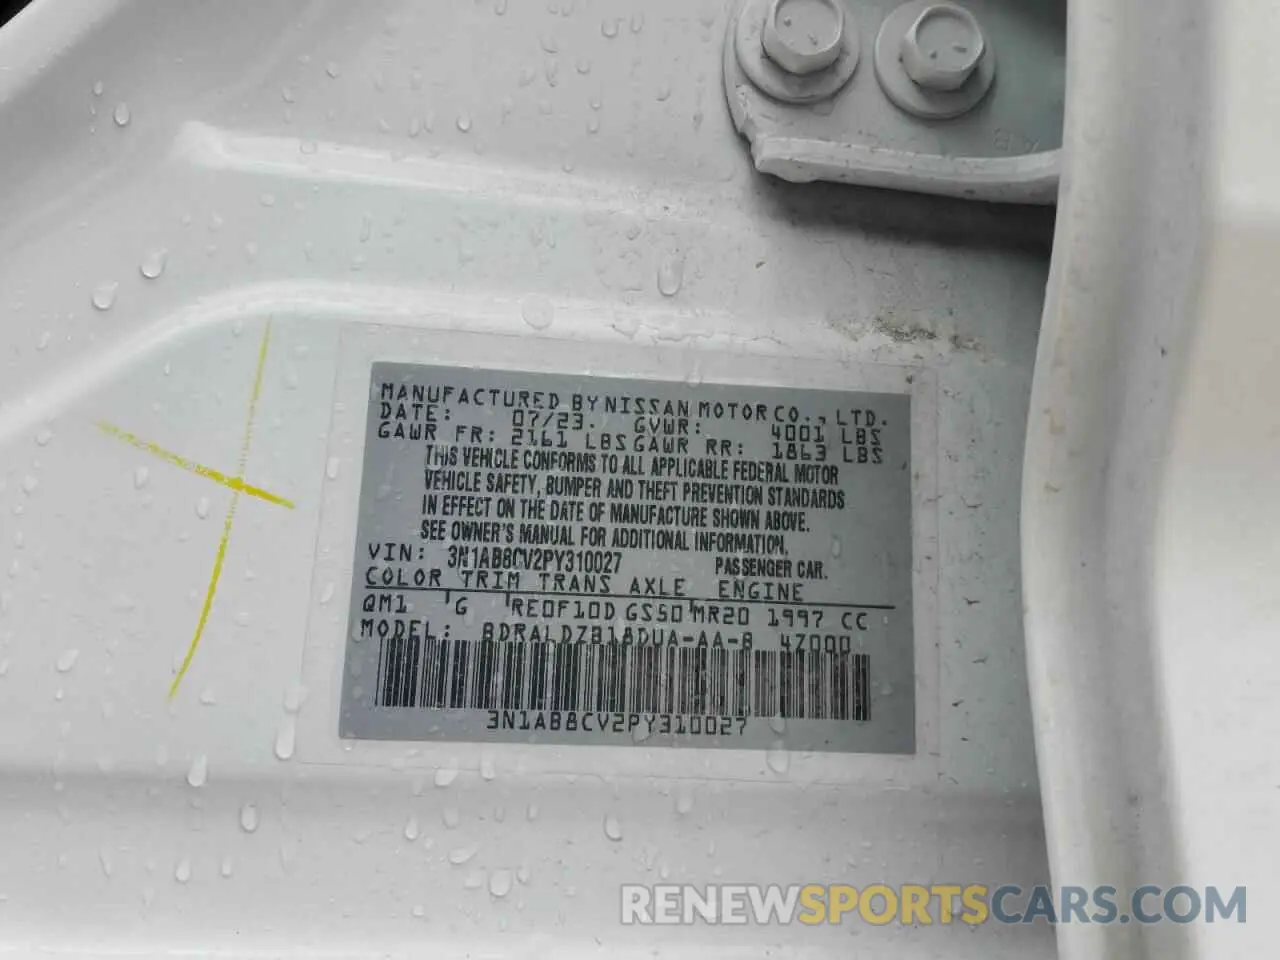 MANUFACTURED BY NISSAN MOTOR CO., LTD.
DATE: 07/23. GVWR: 4001 LBS
GAWR FR: 2161 LBS GAWR RR: 1863 LBS
THIS VEHICLE CONFORMS TO ALL APPLICABLE FEDERAL MOTOR
VEHICLE SAFETY, BUMPER AND THEFT PREVENTION STANDARDS
IN EFFECT ON THE DATE OF MANUFACTURE SHOWN ABOVE.
SEE OWNER'S MANUAL FOR ADDITIONAL INFORMATION.
VIN: 3N1AB8CV2PY310027 PASSENGER CAR.
COLOR TRIM TRANS AXLE ENGINE
QM1 G RE0F10D GS50 MR20 1997 CC
MODEL: BDRALDZB18DUA-AA-B 4Z000
3N1AB8CV2PY310027
RENEWSPORTSCARS.COM